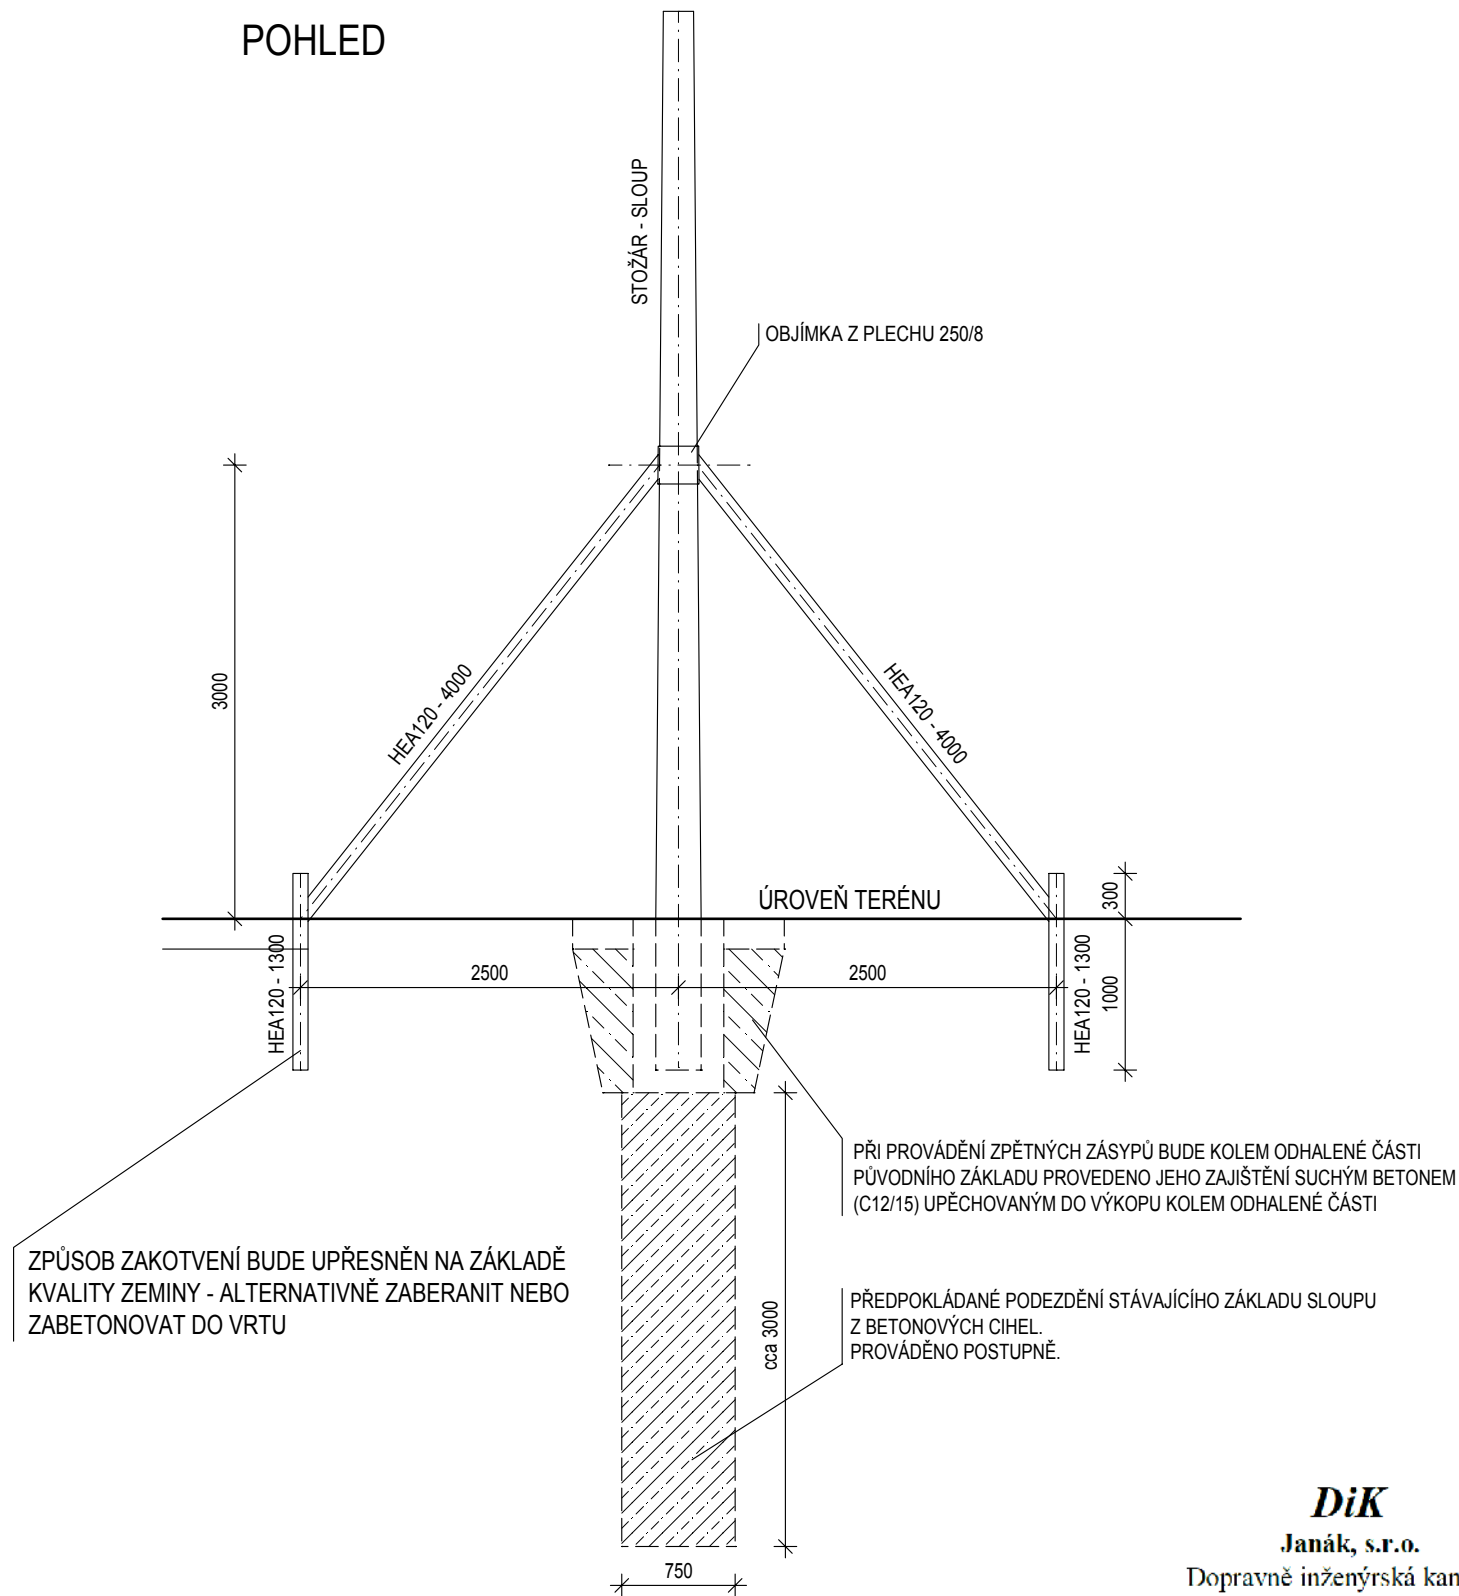 POHLED
STOŽÁR - SLOUP
OBJÍMKA Z PLECHU 250/8
3000
HEA120 - 4000
HEA120 - 4000
ÚROVEŇ TERÉNU
300
HEA120 - 1300
2500
2500
HEA120 - 1300
1000
PŘI PROVÁDĚNÍ ZPĚTNÝCH ZÁSYPŮ BUDE KOLEM ODHALENÉ ČÁSTI
PŮVODNÍHO ZÁKLADU PROVEDENO JEHO ZAJIŠTĚNÍ SUCHÝM BETONEM
(C12/15) UPĚCHOVANÝM DO VÝKOPU KOLEM ODHALENÉ ČÁSTI
ZPŮSOB ZAKOTVENÍ BUDE UPŘESNĚN NA ZÁKLADĚ
KVALITY ZEMINY - ALTERNATIVNĚ ZABERANIT NEBO
ZABETONOVAT DO VRTU
PŘEDPOKLÁDANÉ PODEZDĚNÍ STÁVAJÍCÍHO ZÁKLADU SLOUPU
Z BETONOVÝCH CIHEL.
PROVÁDĚNO POSTUPNĚ.
cca 3000
750
DiK
Janák, s.r.o.
Dopravně inženýrská kan